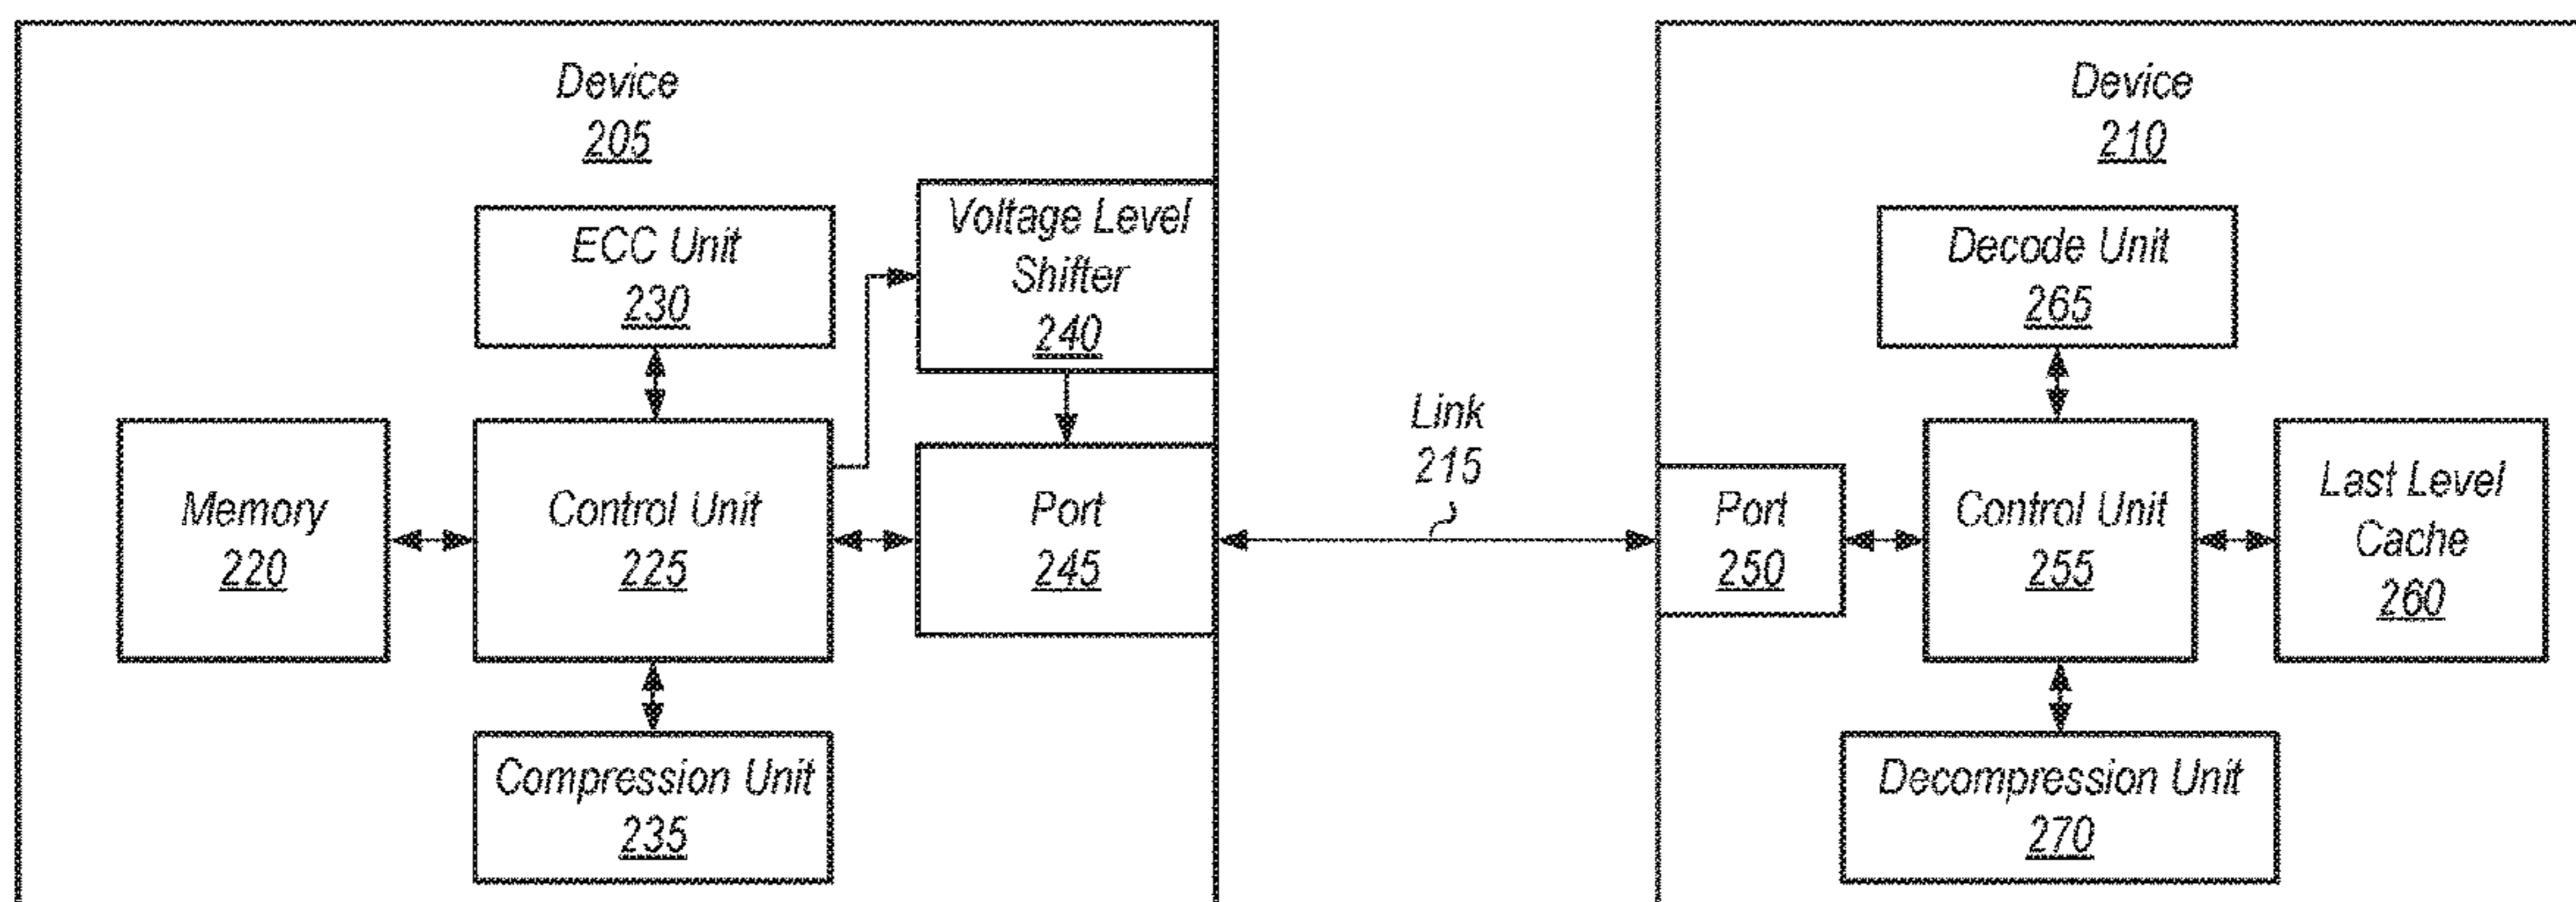 Device
205
ECC Unit
230
Voltage Level
Shifter
240
Memory
220
Control Unit
225
Port
245
Compression Unit
235
Link
215
Device
210
Decode Unit
265
Port
250
Control Unit
255
Last Level
Cache
260
Decompression Unit
270